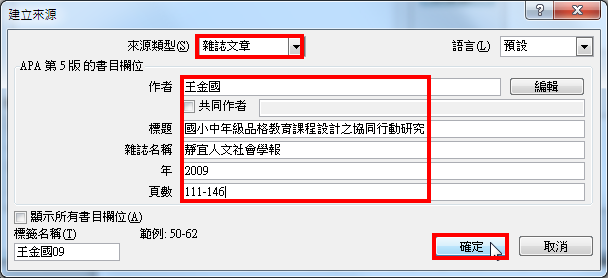 建立來源
來源類型(S) 雜誌文章 語言(L) 預設
APA 第 5 版 的書目欄位
作者 王金國 編輯
共同作者
標題 國小中年級品格教育課程設計之協同行動研究
雜誌名稱 靜宜人文社會學報
年 2009
頁數 111-146
顯示所有書目欄位(A)
標籤名稱(T) 範例: 50-62
王金國09 確定 取消